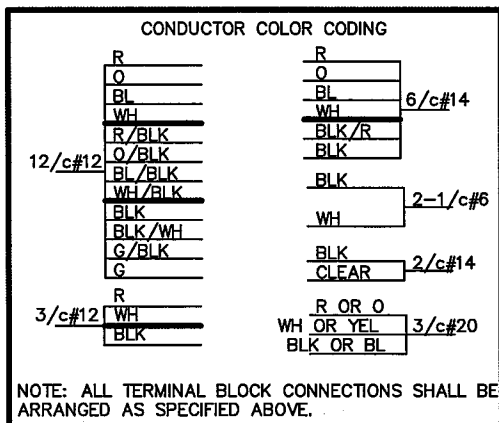 CONDUCTOR COLOR CODING
R
O
BL
WH
R/BLK
O/BLK
BL/BLK
WH/BLK
BLK
BLK/WH
G/BLK
G
12/c#12
R
WH
BLK
3/c#12
R
O
BL
WH
BLK/R
BLK
6/c#14
BLK
WH
2-1/c#6
BLK
CLEAR
2/c#14
R OR O
WH OR YEL
BLK OR BL
3/c#20
NOTE: ALL TERMINAL BLOCK CONNECTIONS SHALL BE
ARRANGED AS SPECIFIED ABOVE.